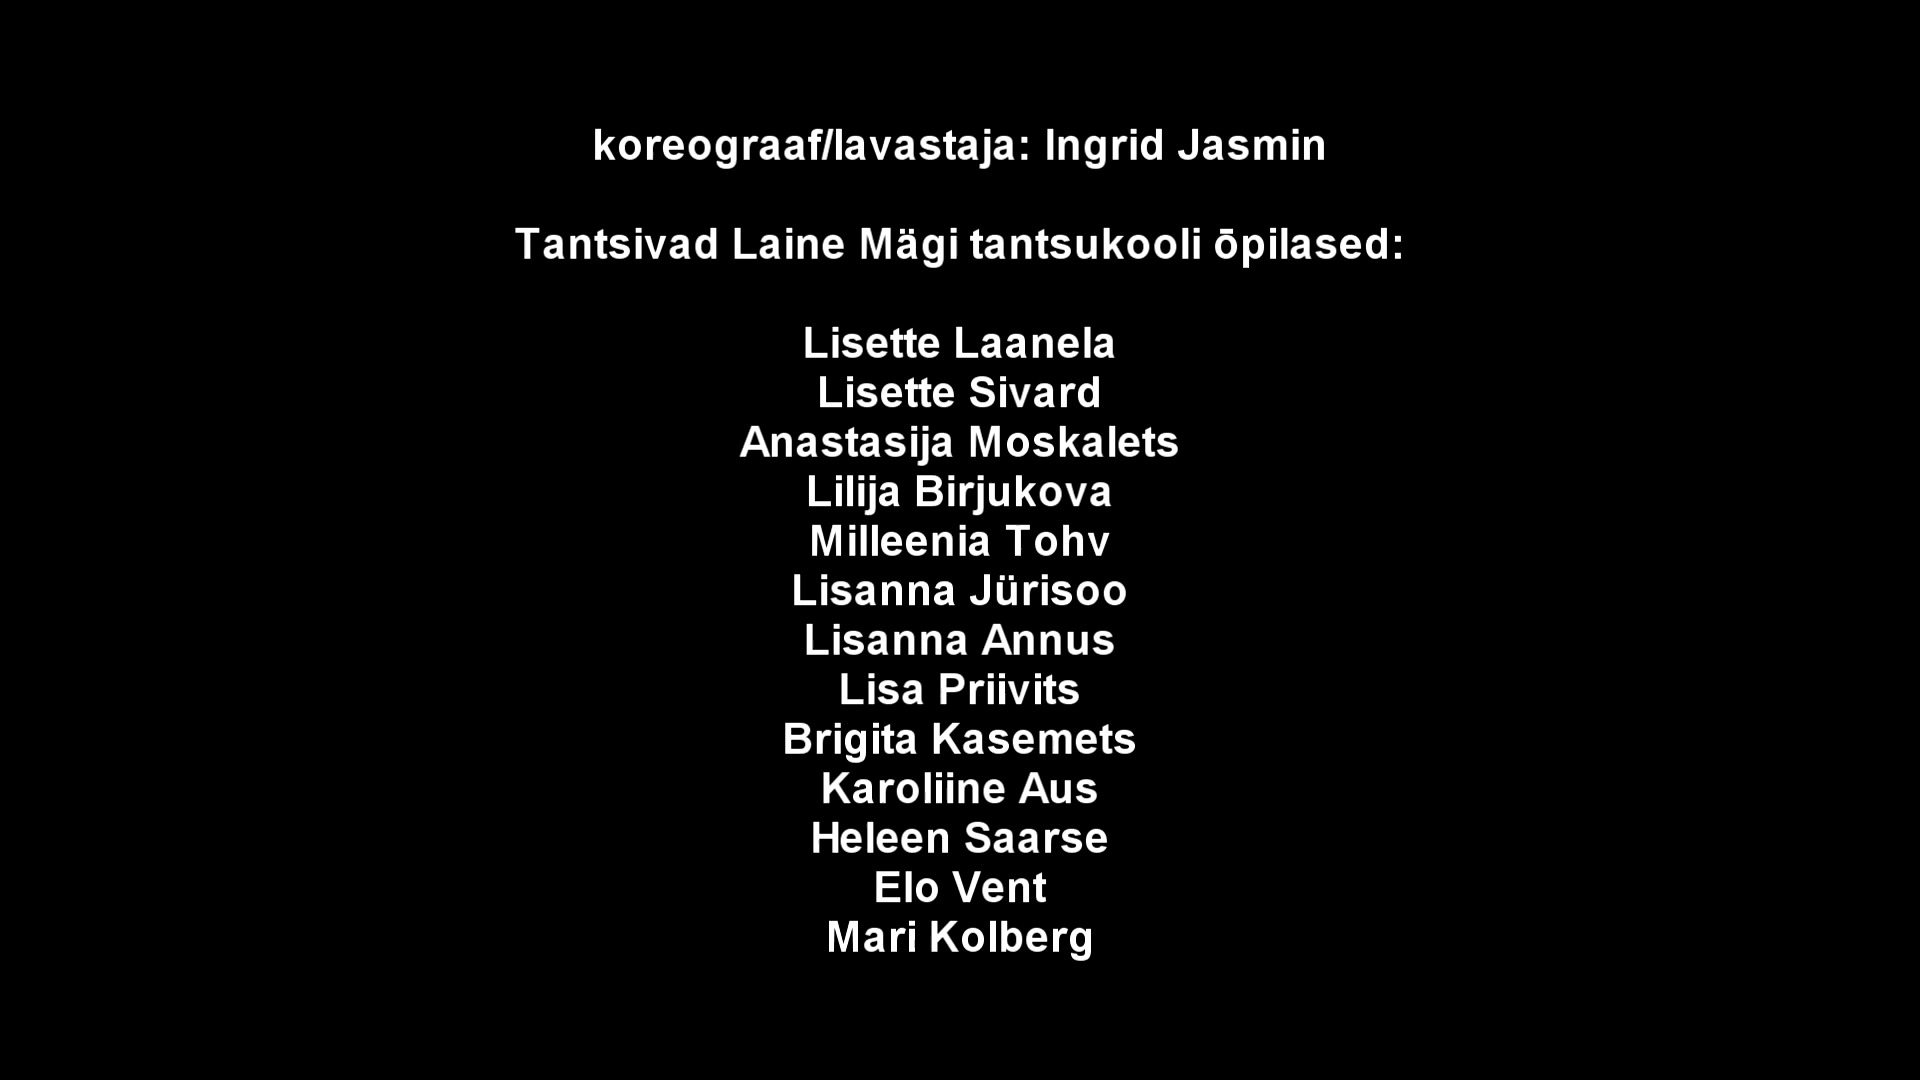 koreograaf/lavastaja: Ingrid Jasmin
Tantsivad Laine Mägi tantsukooli ōpilased:
Lisette Laanela
Lisette Sivard
Anastasija Moskalets
Lilija Birjukova
Milleenia Tohv
Lisanna Jürisoo
Lisanna Annus
Lisa Priivits
Brigita Kasemets
Karoliine Aus
Heleen Saarse
Elo Vent
Mari Kolberg